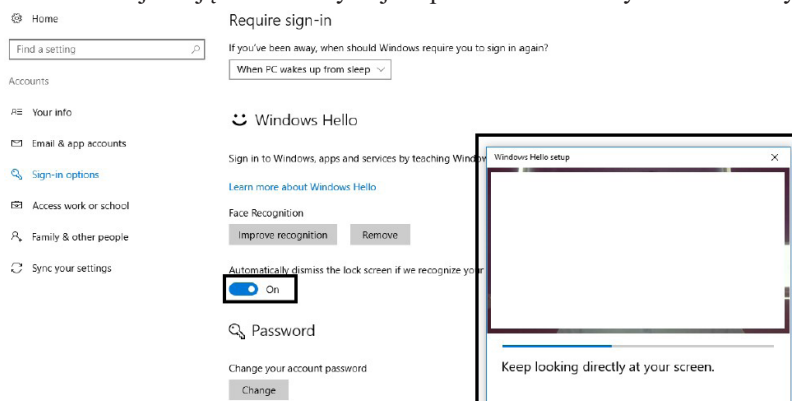 Home
Find a setting
Accounts
Your info
Email & app accounts
Sign-in options
Access work or school
Family & other people
Sync your settings
Require sign-in
If you've been away, when should Windows require you to sign in again?
When PC wakes up from sleep
Windows Hello
Sign in to Windows, apps and services by teaching
Learn more about Windows Hello
Face Recognition
Improve recognition Remove
Automatically dismiss the lock screen if we recognize
On
Password
Change your account password
Change
Windows Hello setup
Keep looking directly at your screen.